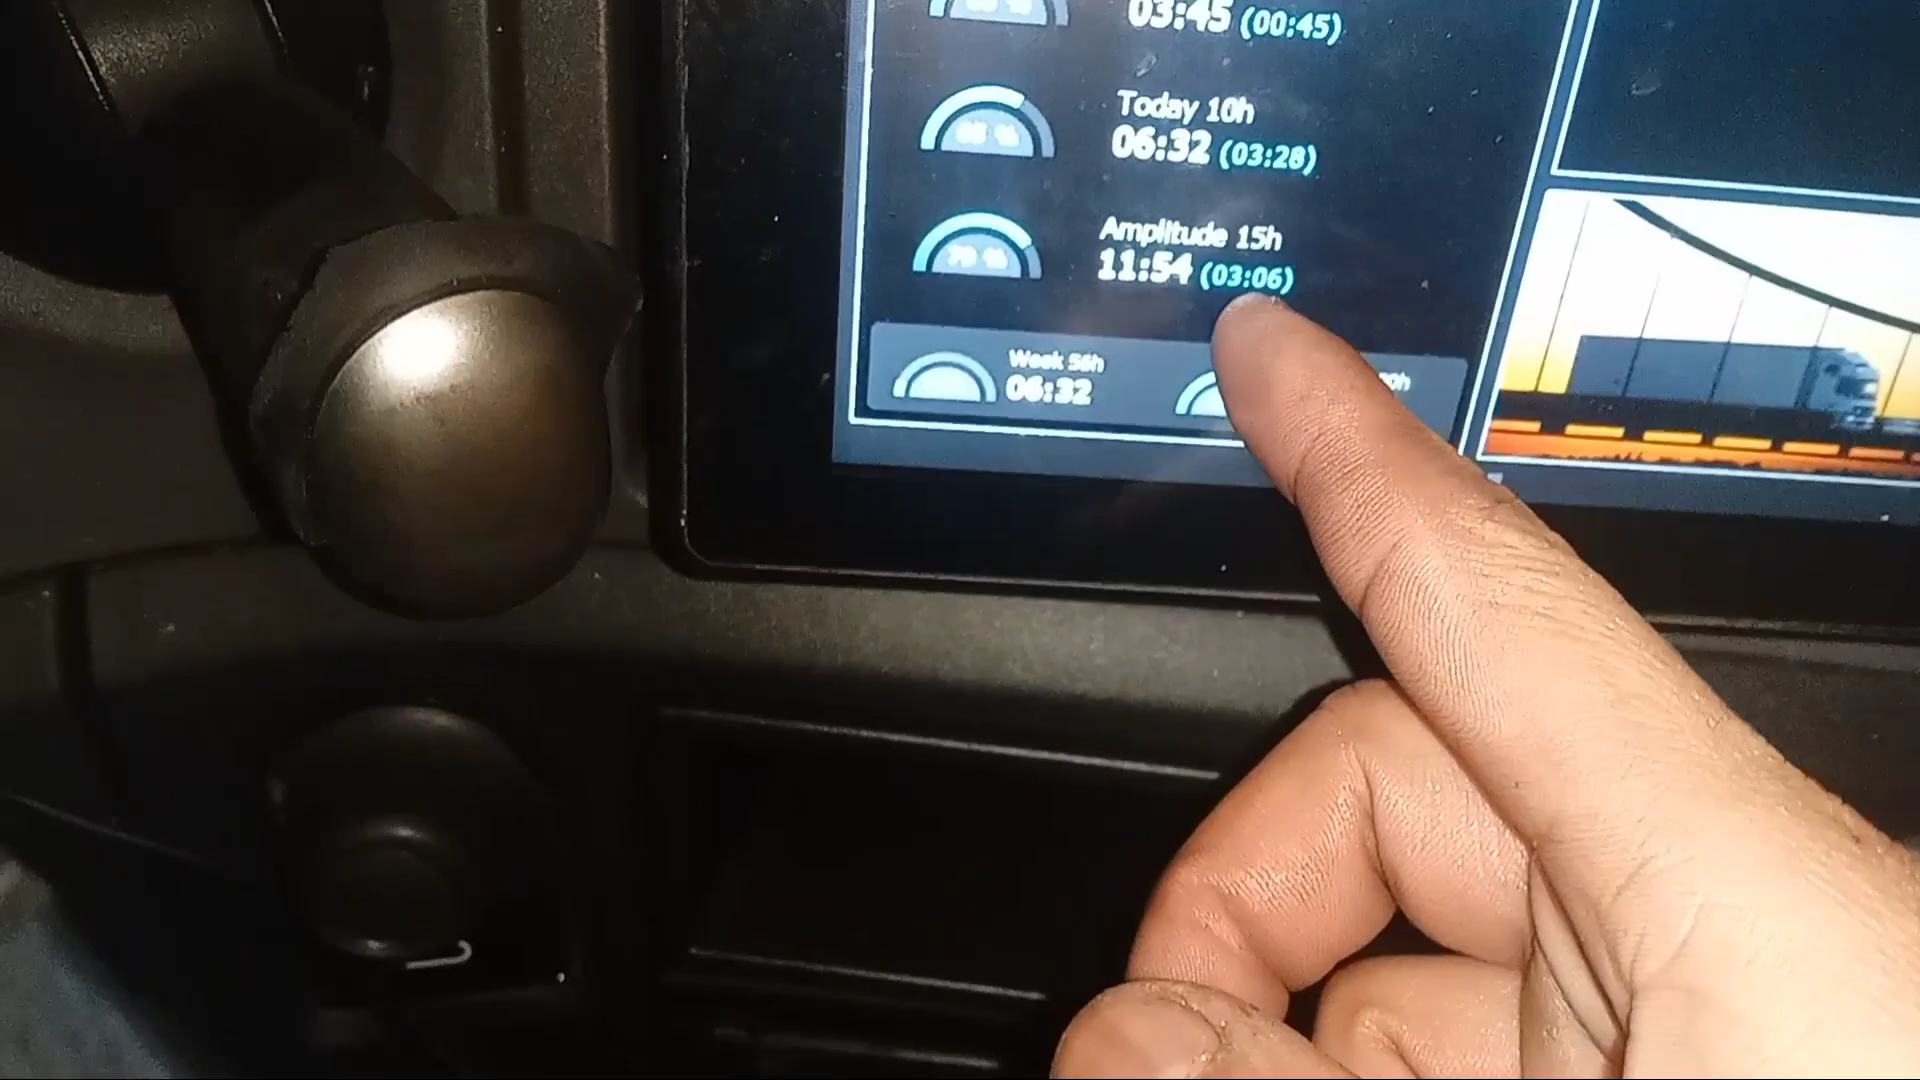 03:45 (00:45)
Today 10h
06:32 (03:28)
Amplitude 15h
79 %
11:54 (03:06)
Week 56h
06:32